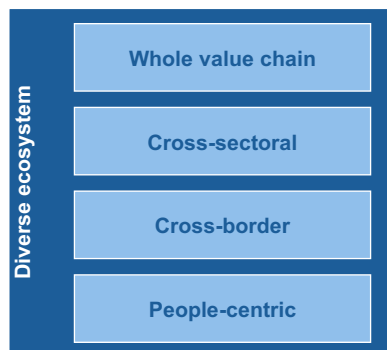 Diverse ecosystem
Whole value chain
Cross-sectoral
Cross-border
People-centric